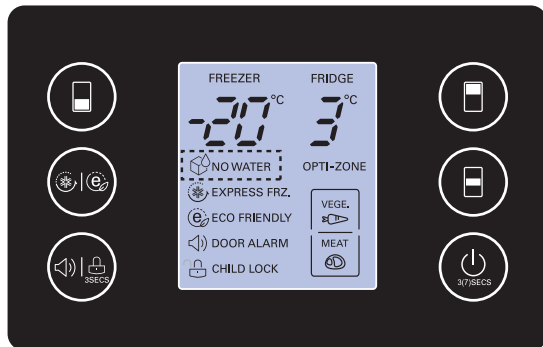 FREEZER FRIDGE
-20°C 3°C
NO WATER OPTI-ZONE
EXPRESS FRZ.
VEGE.
e ECO FRIENDLY
DOOR ALARM MEAT
CHILD LOCK
e
3SECS
3(7)SECS